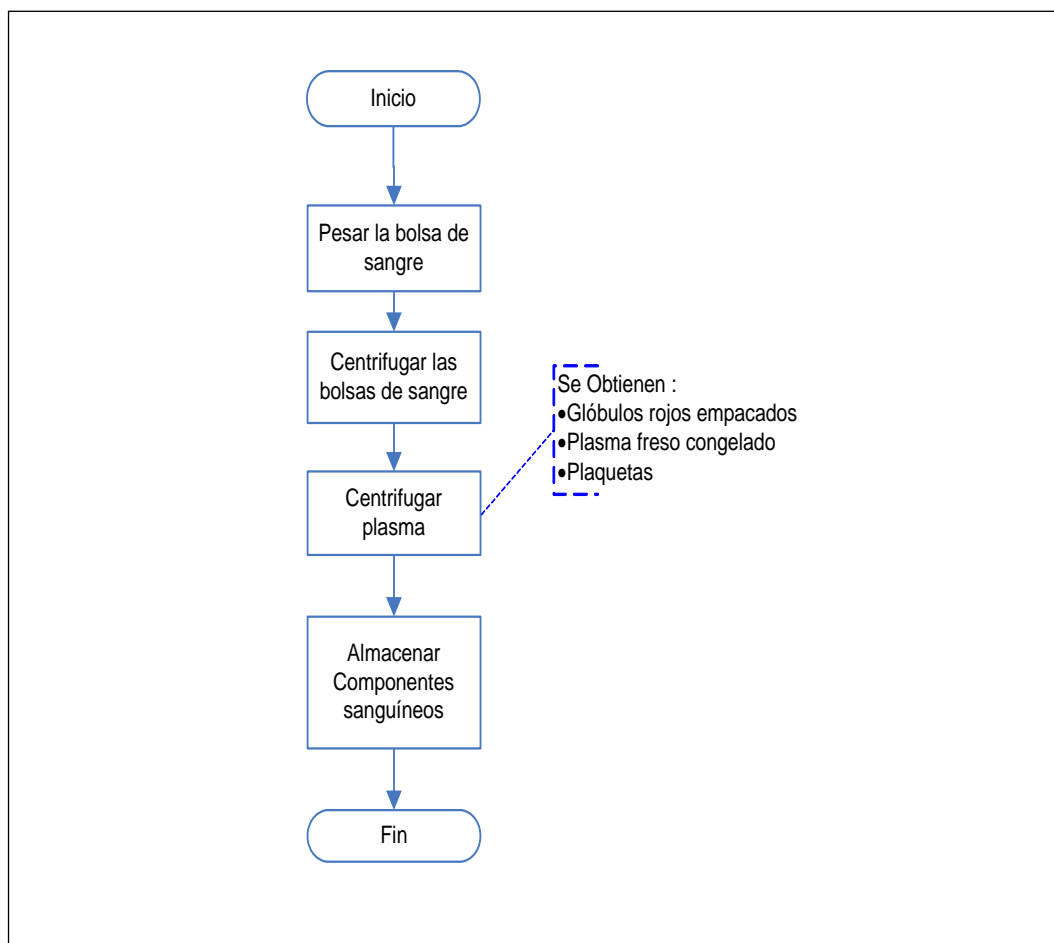 Inicio
Pesar la bolsa de
sangre
Centrifugar las
bolsas de sangre
Se Obtienen :
•Glóbulos rojos empacados
•Plasma freso congelado
•Plaquetas
Centrifugar
plasma
Almacenar
Componentes
sanguíneos
Fin